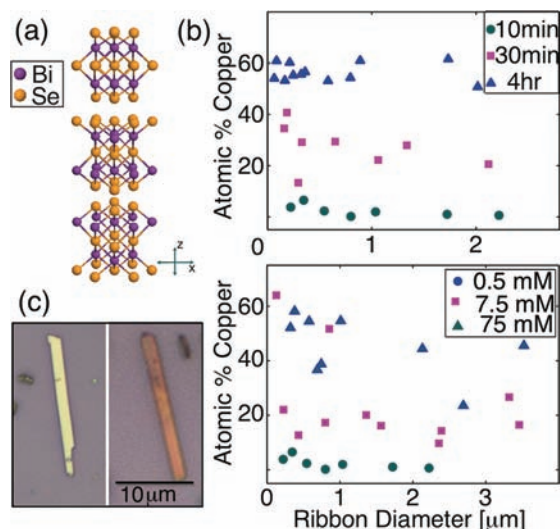 (a)
Bi
Se
z
x
(b)
10min
30min
4hr
Atomic % Copper
60
40
20
0
1
2
(c)
10µm
0.5 mM
7.5 mM
75 mM
Atomic % Copper
60
40
20
0
0
1
2
3
Ribbon Diameter [µm]